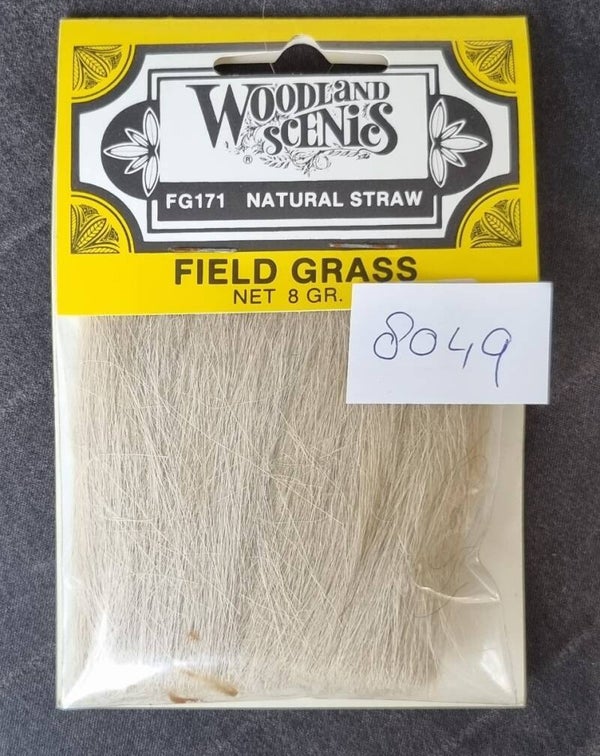 WOODLAND
SCENICS
®
FG171 NATURAL STRAW
FIELD GRASS
NET 8 GR.
8049